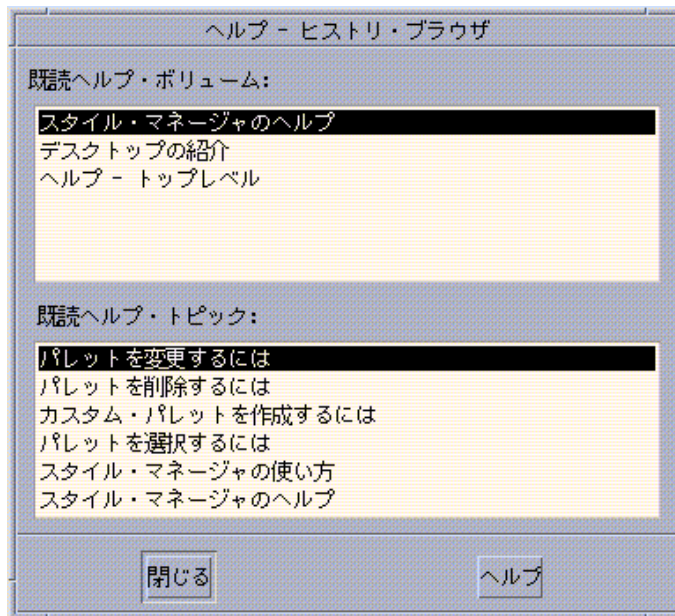 ヘルプ - ヒストリ・ブラウザ
既読ヘルプ・ボリューム:
スタイル・マネージャのヘルプ
デスクトップの紹介
ヘルプ - トップレベル
既読ヘルプ・トピック:
パレットを変更するには
パレットを削除するには
カスタム・パレットを作成するには
パレットを選択するには
スタイル・マネージャの使い方
スタイル・マネージャのヘルプ
閉じる
ヘルプ